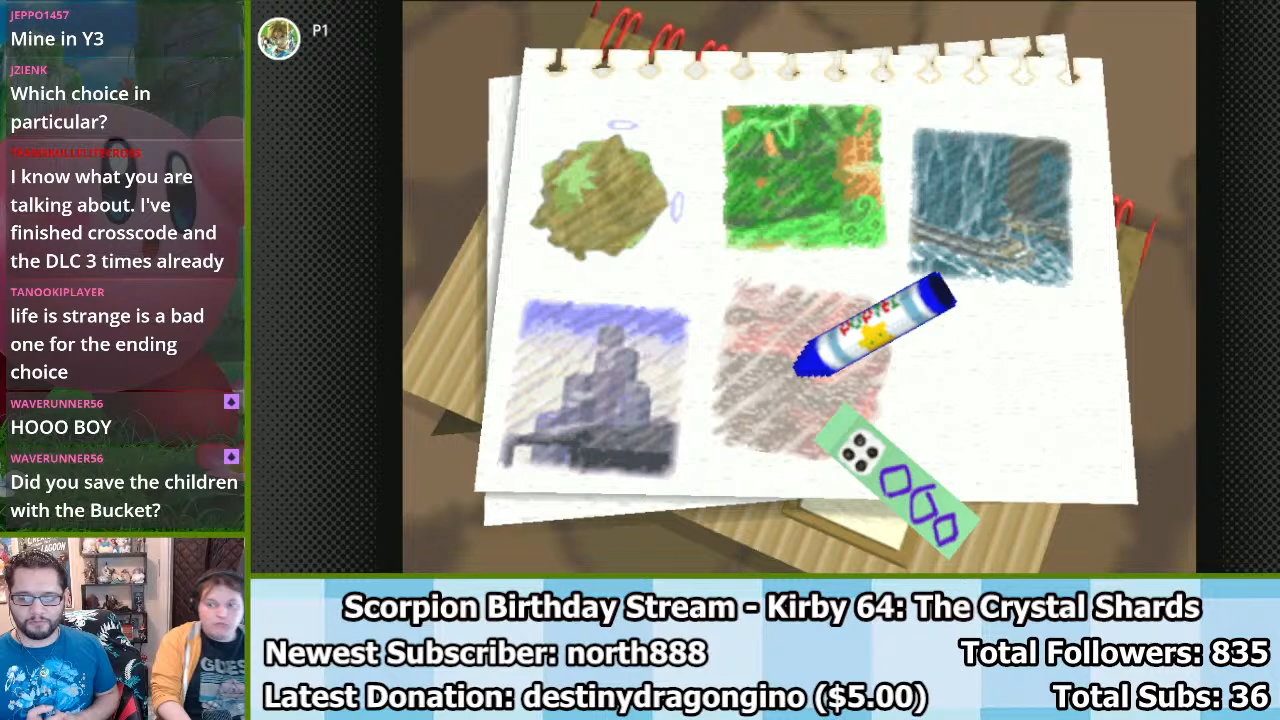 JEPPO1457
Mine in Y3
JZIENK
Which choice in
particular?
I know what you are
talking about. I've
finished crosscode and
the DLC 3 times already
TANOOKIPLAYER
life is strange is a bad
one for the ending
choice
WAVERUNNER56
HOOO BOY
WAVERUNNER56
Did you save the children
with the Bucket?
P1
Scorpion Birthday Stream - Kirby 64: The Crystal Shards
Newest Subscriber: north888
Total Followers: 835
Latest Donation: destinydragongino ($5.00)
Total Subs: 36